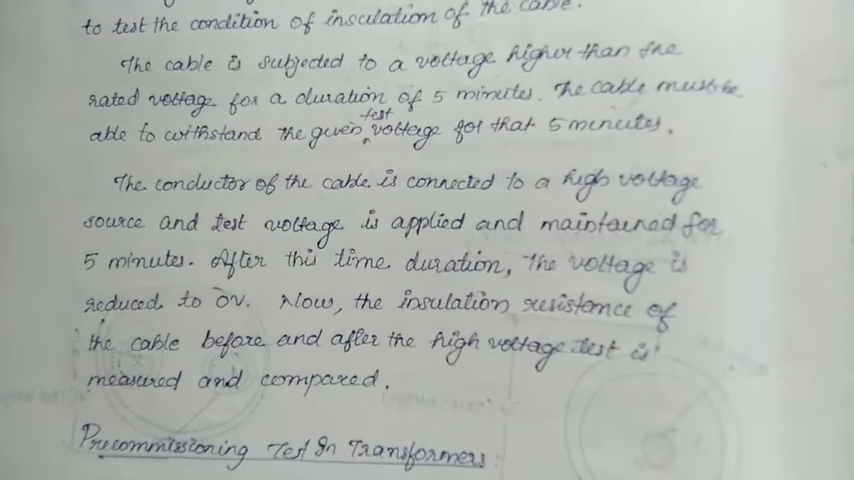 to test the condition of insulation of the cable.
The cable is subjected to a voltage higher than the
rated voltage for a duration of 5 minutes. The cable must be
able to withstand the given test voltage for that 5 minutes.
The conductor of the cable is connected to a high voltage
source and test voltage is applied and maintained for
5 minutes. After this time duration, the voltage is
reduced to 0V. Now, the insulation resistance of
the cable before and after the high voltage test is
measured and compared.
Precommissioning Test In Transformers: